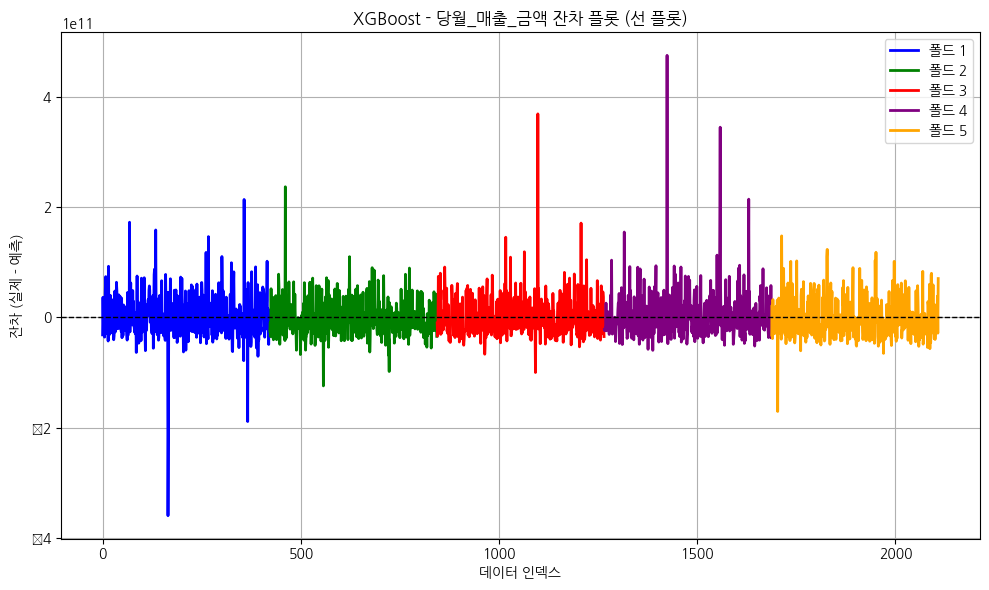 XGBoost - 당월_매출_금액 잔차 플롯 (선 플롯)
1e11
폴드 1
폴드 2
폴드 3
폴드 4
폴드 5
4
2
0
2
4
잔차 (실제 - 예측)
0
500
1000
1500
2000
데이터 인덱스